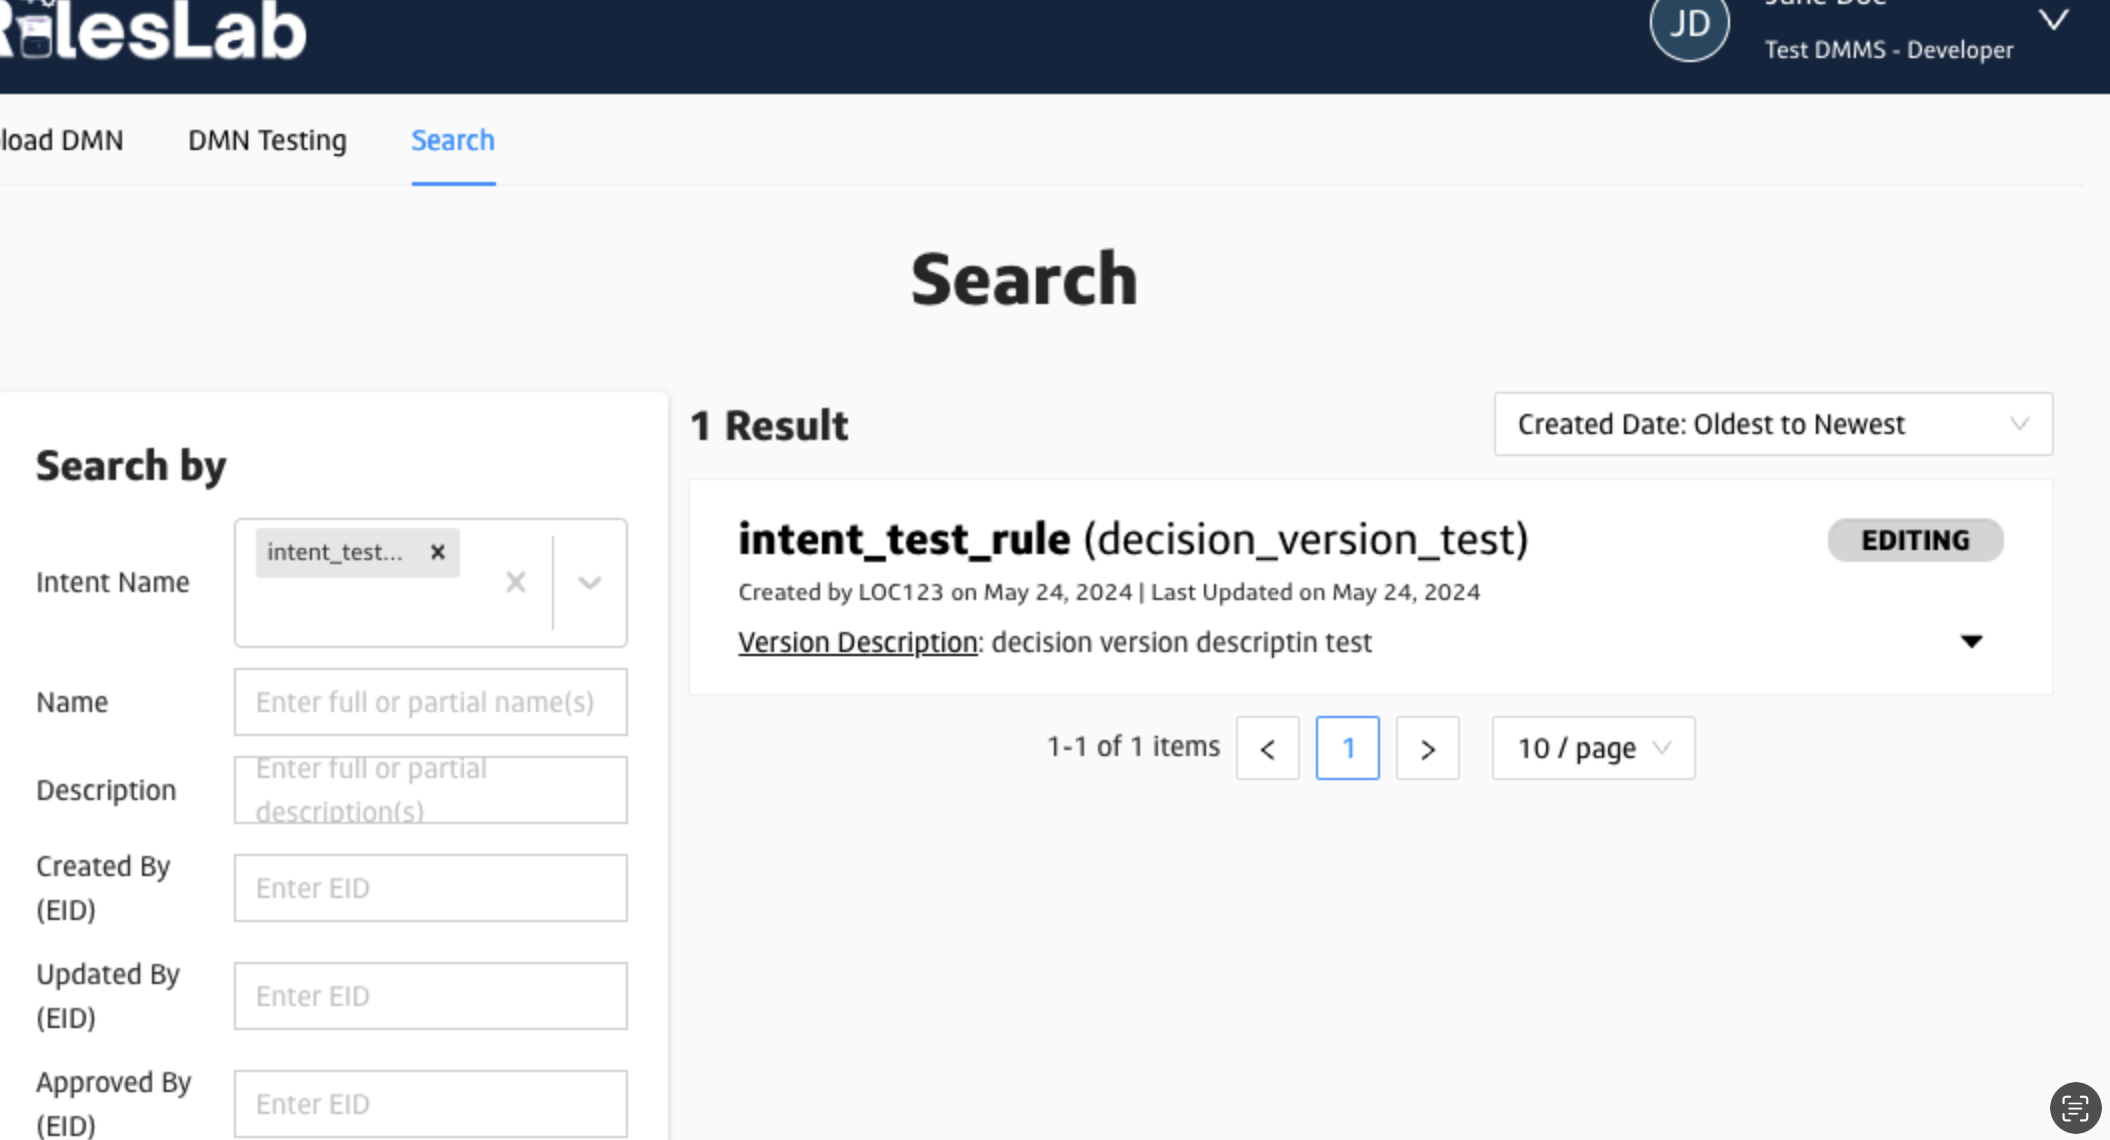 RulesLab
JD
Jane Doe
Test DMMS - Developer
load DMN
DMN Testing
Search
Search
Search by
Intent Name
intent_test...
Name
Enter full or partial name(s)
Description
Enter full or partial
description(s)
Created By
(EID)
Enter EID
Updated By
(EID)
Enter EID
Approved By
(EID)
Enter EID
1 Result
Created Date: Oldest to Newest
intent_test_rule (decision_version_test)
EDITING
Created by LOC123 on May 24, 2024 | Last Updated on May 24, 2024
Version Description: decision version descriptin test
1-1 of 1 items
1
10 / page